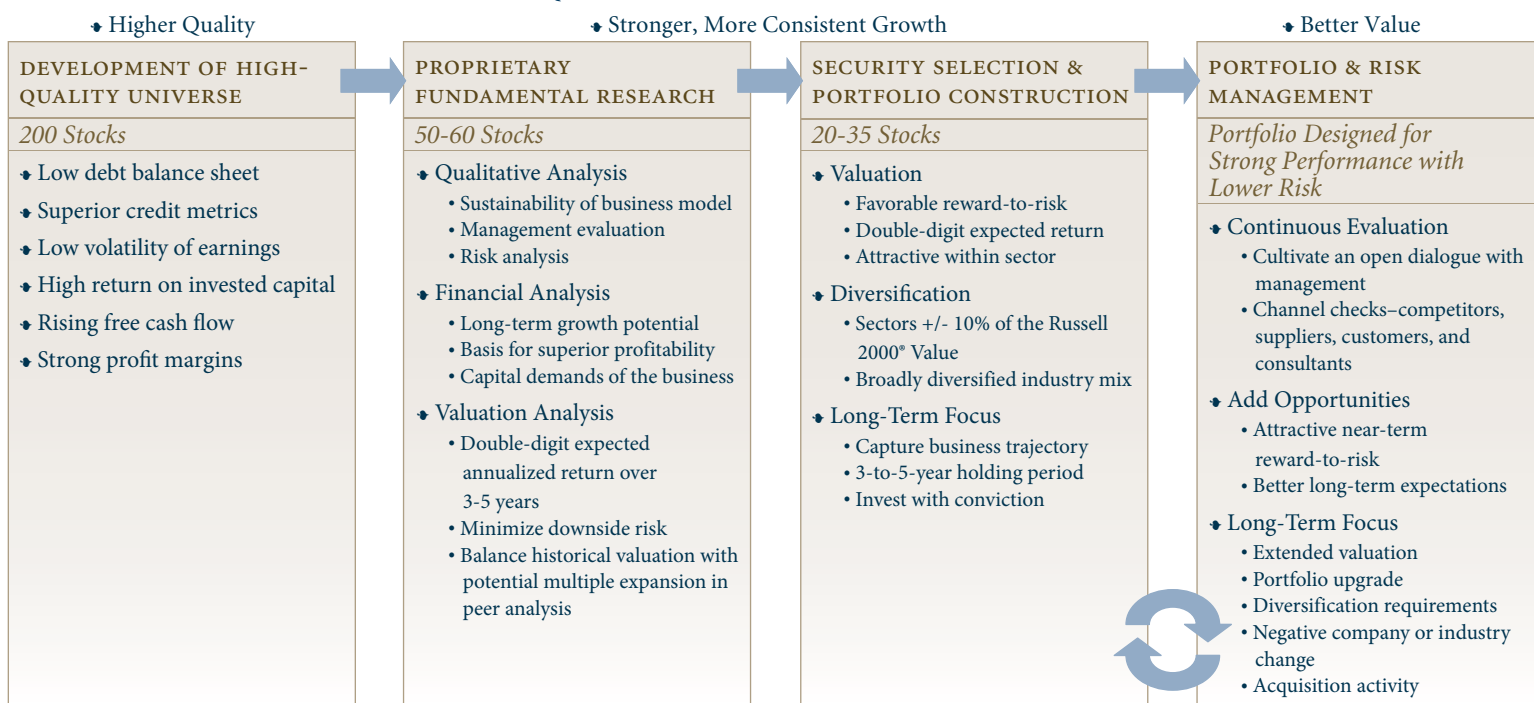 Higher Quality
Stronger, More Consistent Growth
Better Value
DEVELOPMENT OF HIGH-
QUALITY UNIVERSE
200 Stocks
Low debt balance sheet
Superior credit metrics
Low volatility of earnings
High return on invested capital
Rising free cash flow
Strong profit margins
PROPRIETARY
FUNDAMENTAL RESEARCH
50-60 Stocks
Qualitative Analysis
• Sustainability of business model
• Management evaluation
• Risk analysis
Financial Analysis
• Long-term growth potential
• Basis for superior profitability
• Capital demands of the business
Valuation Analysis
• Double-digit expected
annualized return over
3-5 years
• Minimize downside risk
• Balance historical valuation with
potential multiple expansion in
peer analysis
SECURITY SELECTION &
PORTFOLIO CONSTRUCTION
20-35 Stocks
Valuation
• Favorable reward-to-risk
• Double-digit expected return
• Attractive within sector
Diversification
• Sectors +/- 10% of the Russell
2000® Value
• Broadly diversified industry mix
Long-Term Focus
• Capture business trajectory
• 3-to-5-year holding period
• Invest with conviction
PORTFOLIO & RISK
MANAGEMENT
Portfolio Designed for
Strong Performance with
Lower Risk
Continuous Evaluation
• Cultivate an open dialogue with
management
• Channel checks–competitors,
suppliers, customers, and
consultants
Add Opportunities
• Attractive near-term
reward-to-risk
• Better long-term expectations
Long-Term Focus
• Extended valuation
• Portfolio upgrade
• Diversification requirements
• Negative company or industry
change
• Acquisition activity